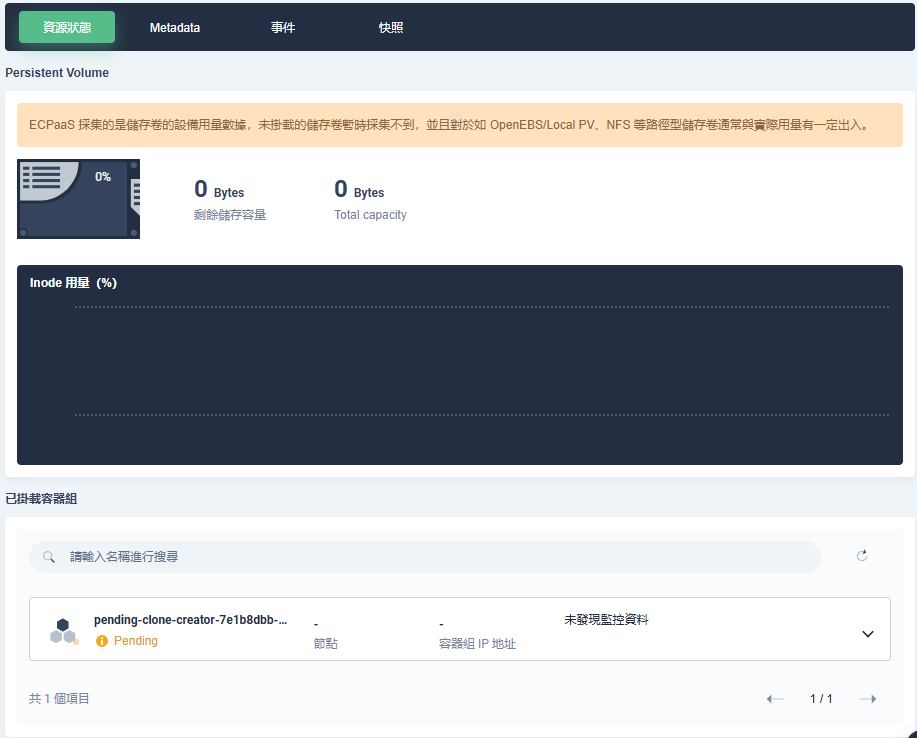 資源狀態
Metadata
事件
快照
Persistent Volume
ECPaaS 採集的是儲存卷的設備用量數據，未掛載的儲存卷暫時採集不到，並且對於如 OpenEBS/Local PV、NFS 等路徑型儲存卷通常與實際用量有一定出入。
0%
0 Bytes
剩餘儲存容量
0 Bytes
Total capacity
Inode 用量 (%)
已掛載容器組
請輸入名稱進行搜尋
pending-clone-creator-7e1b8dbb-...
Pending
-
節點
-
容器組 IP 地址
未發現監控資料
共 1 個項目
1 / 1